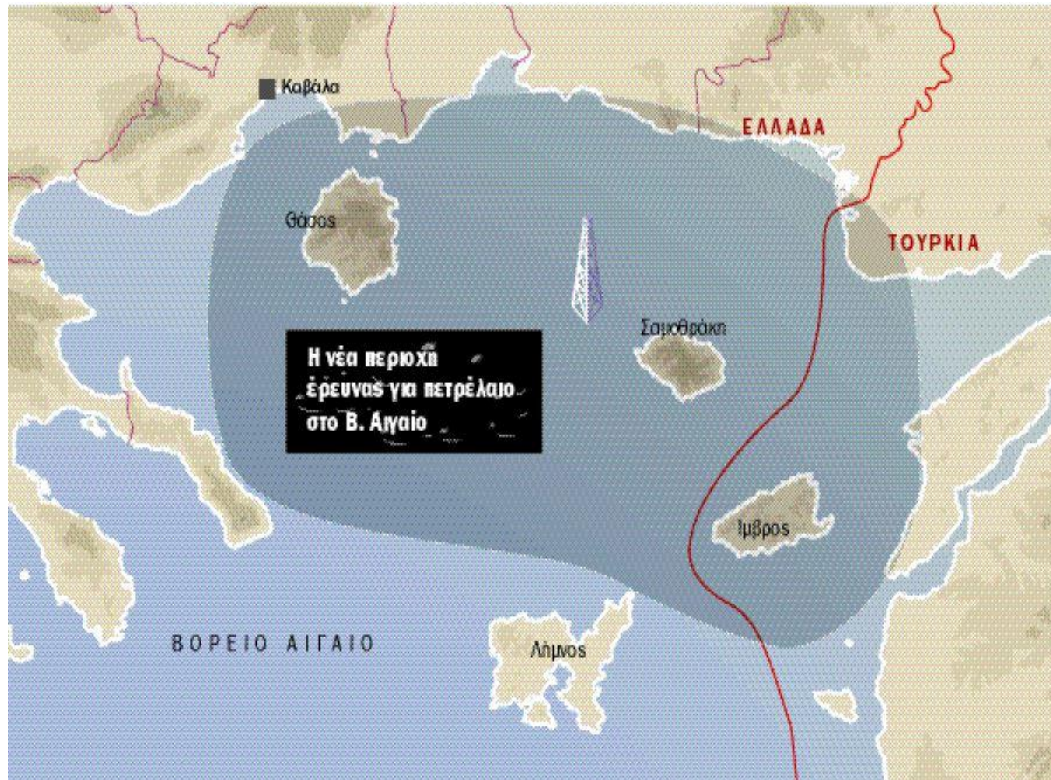 Καβάλα
ΕΛΛΑΔΑ
Θάσος
ΤΟΥΡΚΙΑ
Σαμοθράκη
Η νέα περιοχή
έρευνας για πετρέλαιο
στο Β. Αιγαίο
Ίμβρος
ΒΟΡΕΙΟ ΑΙΓΑΙΟ
Λήμνος